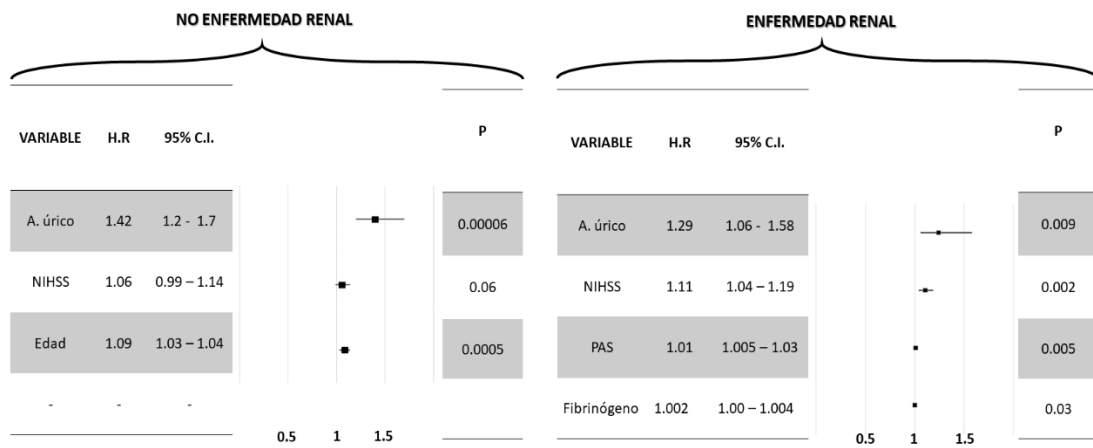 NO ENFERMEDAD RENAL
VARIABLE H.R 95% C.I. P
A. úrico 1.42 1.2 - 1.7 0.00006
NIHSS 1.06 0.99 – 1.14 0.06
Edad 1.09 1.03 – 1.04 0.0005
- - -
0.5 1 1.5
ENFERMEDAD RENAL
VARIABLE H.R 95% C.I. P
A. úrico 1.29 1.06 - 1.58 0.009
NIHSS 1.11 1.04 – 1.19 0.002
PAS 1.01 1.005 – 1.03 0.005
Fibrinógeno 1.002 1.00 – 1.004 0.03
0.5 1 1.5